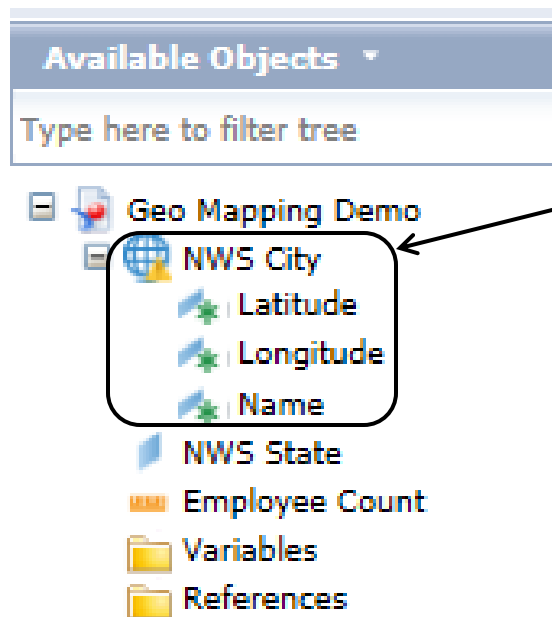 Available Objects
Type here to filter tree
Geo Mapping Demo
NWS City
Latitude
Longitude
Name
NWS State
Employee Count
Variables
References